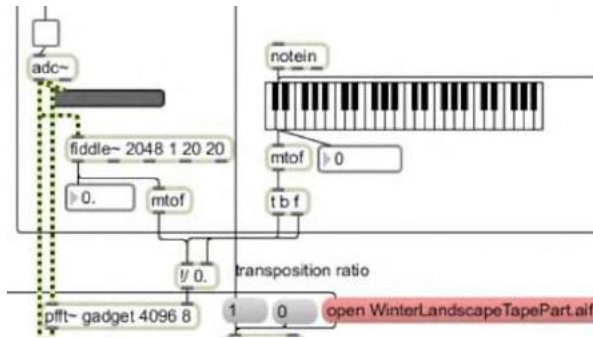 adc~
notein
fiddle~ 2048 1 20 20
mtof
0
0.
mtof
t b f
!/ 0.
transposition ratio
pfft~ gadget 4096 8
1
0
open WinterLandscapeTapePart.aif